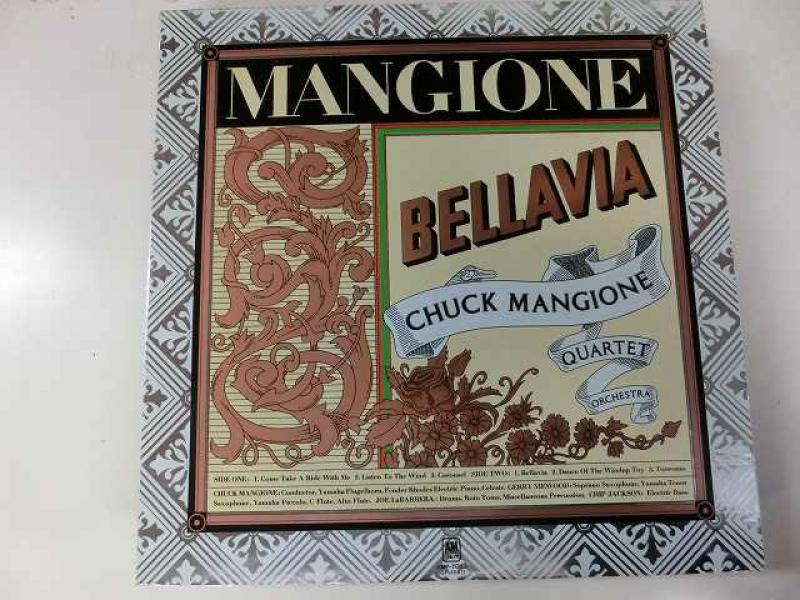 MANGIONE
BELLAVIA
CHUCK MANGIONE
QUARTET
ORCHESTRA
SIDE ONE: 1. Come Take A Ride With Me 2. Listen To The Wind 3. Carousel SIDE TWO: 1. Bellavia 2. Dance Of The Windup Toy 3. Torreano
CHUCK MANGIONE: Conductor, Yamaha Flugelhorn, Fender Rhodes Electric Piano, Celeste. GERRY NIEWOOD: Soprano Saxophone, Yamaha Tenor
Saxophone, Yamaha Piccolo, C Flute, Alto Flute. JOE LaBARBERA: Drums, Roto Toms, Miscellaneous Percussion. CHIP JACKSON: Electric Bass.
A&M